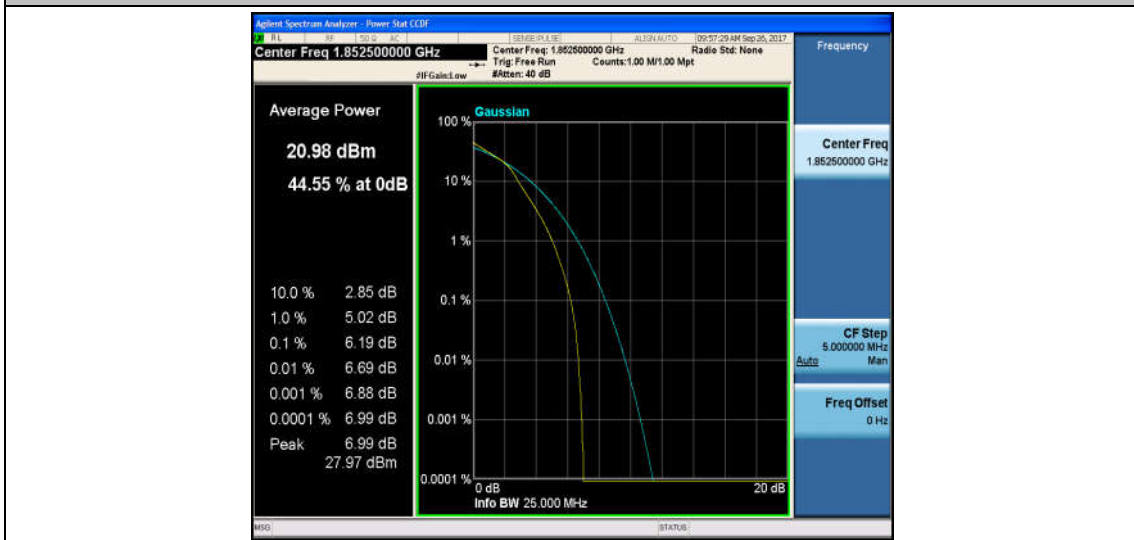 Agilent Spectrum Analyzer - Power Stat CCDF
RL RF 50 Ω AC SENSE:PULSE ALIGN AUTO 09:57:29 AM Sep 26, 2017
Center Freq 1.852500000 GHz
Center Freq: 1.852500000 GHz Radio Std: None
Trig: Free Run Counts:1.00 M/1.00 Mpt
#IFGain:Low #Atten: 40 dB
Frequency
Average Power
20.98 dBm
44.55 % at 0dB
10.0 % 2.85 dB
1.0 % 5.02 dB
0.1 % 6.19 dB
0.01 % 6.69 dB
0.001 % 6.88 dB
0.0001 % 6.99 dB
Peak 6.99 dB
27.97 dBm
Gaussian
100 %
10 %
1 %
0.1 %
0.01 %
0.001 %
0.0001 %
0 dB 20 dB
Info BW 25.000 MHz
Center Freq
1.852500000 GHz
CF Step
5.000000 MHz
Auto Man
Freq Offset
0 Hz
MSG STATUS